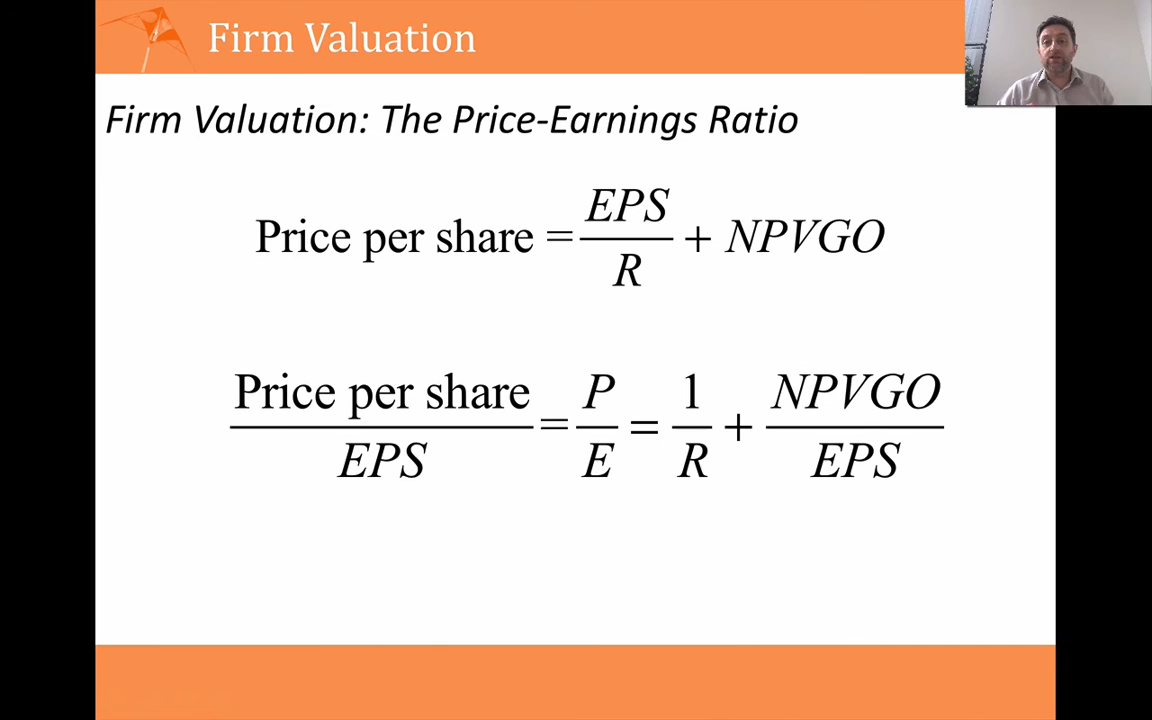 Firm Valuation
Firm Valuation: The Price-Earnings Ratio
Price per share = EPS / R + NPVGO
Price per share / EPS = P / E = 1 / R + NPVGO / EPS